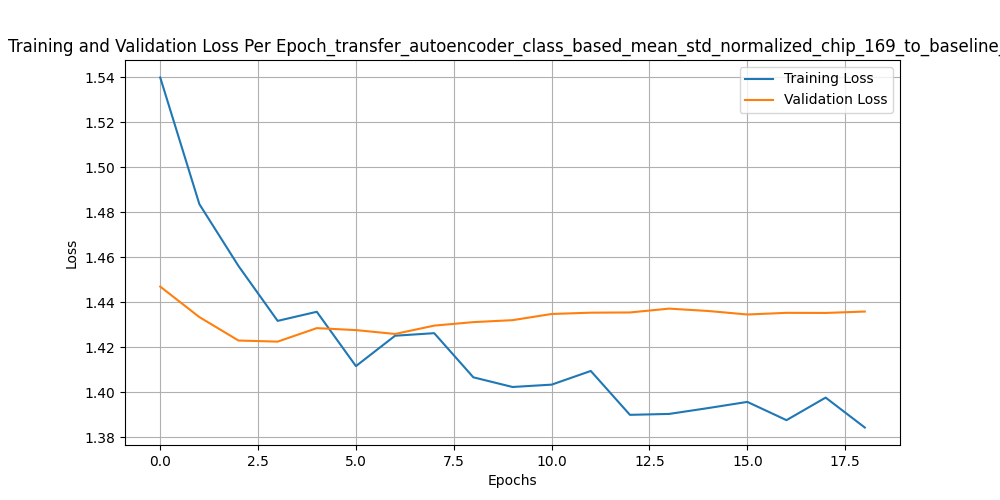 Training and Validation Loss Per Epoch_transfer_autoencoder_class_based_mean_std_normalized_chip_169_to_baseline_
Training Loss
Validation Loss
1.54
1.52
1.50
1.48
1.46
1.44
1.42
1.40
1.38
Loss
0.0 2.5 5.0 7.5 10.0 12.5 15.0 17.5
Epochs